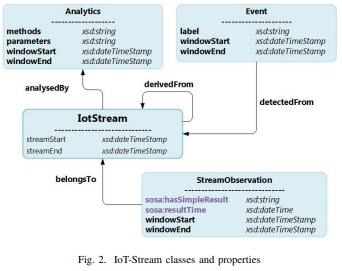 Analytics
------------------------------
methods xsd:string
parameters xsd:string
windowStart xsd:dateTimeStamp
windowEnd xsd:dateTimeStamp
Event
------------------------------
label xsd:dateTimeStamp
windowStart xsd:dateTimeStamp
windowEnd xsd:dateTimeStamp
analysedBy
derivedFrom
detectedFrom
IotStream
------------------------------
streamStart xsd:dateTimeStamp
streamEnd xsd:dateTimeStamp
belongsTo
StreamObservation
------------------------------
sosa:hasSimpleResult xsd:string
sosa:resultTime xsd:dateTime
windowStart xsd:dateTimeStamp
windowEnd xsd:dateTimeStamp
Fig. 2. IoT-Stream classes and properties